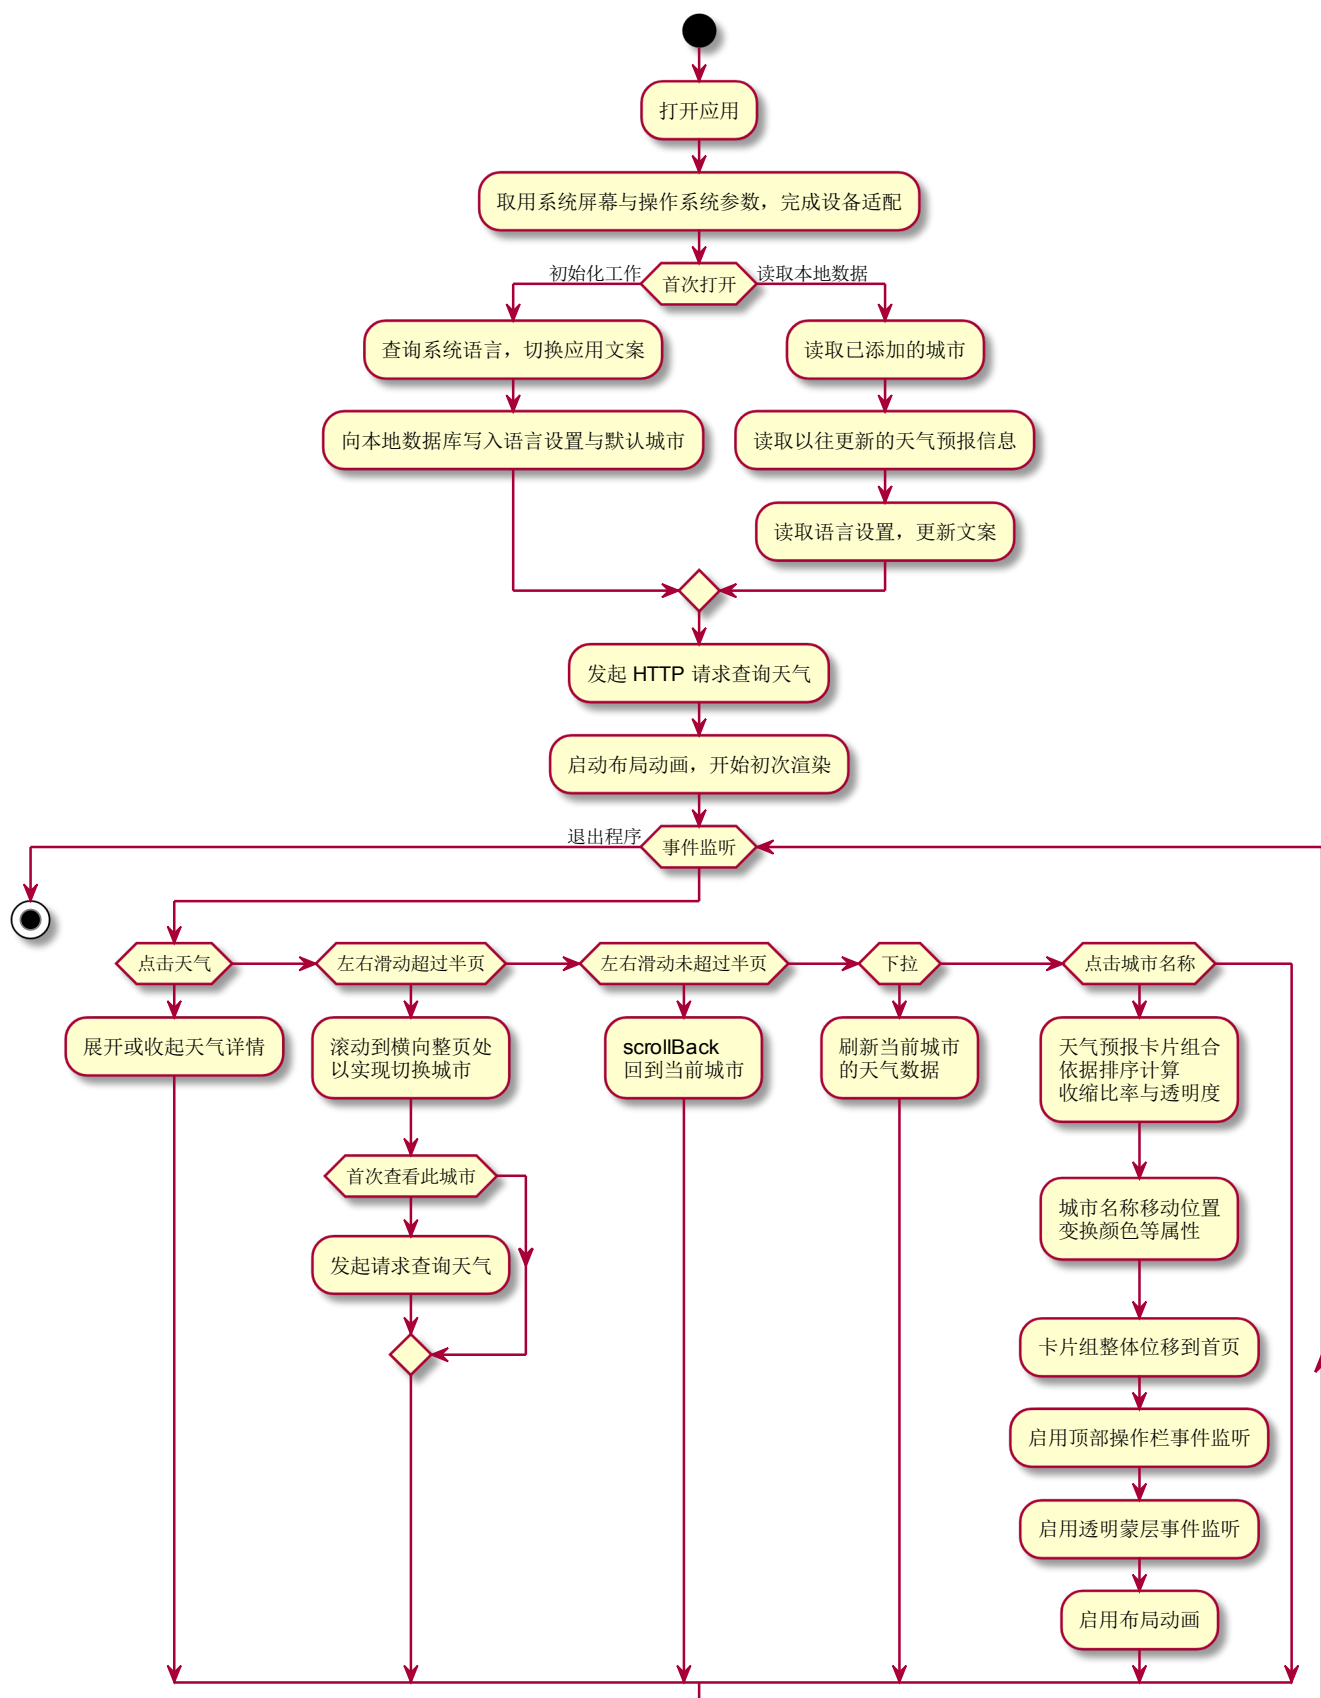 打开应用
取用系统屏幕与操作系统参数，完成设备适配
初始化工作
首次打开
读取本地数据
查询系统语言，切换应用文案
读取已添加的城市
向本地数据库写入语言设置与默认城市
读取以往更新的天气预报信息
读取语言设置，更新文案
发起 HTTP 请求查询天气
启动布局动画，开始初次渲染
退出程序
事件监听
点击天气
左右滑动超过半页
左右滑动未超过半页
下拉
点击城市名称
展开或收起天气详情
滚动到横向整页处
以实现切换城市
scrollBack
回到当前城市
刷新当前城市
的天气数据
天气预报卡片组合
依据排序计算
收缩比率与透明度
首次查看此城市
城市名称移动位置
变换颜色等属性
发起请求查询天气
卡片组整体位移到首页
启用顶部操作栏事件监听
启用透明蒙层事件监听
启用布局动画